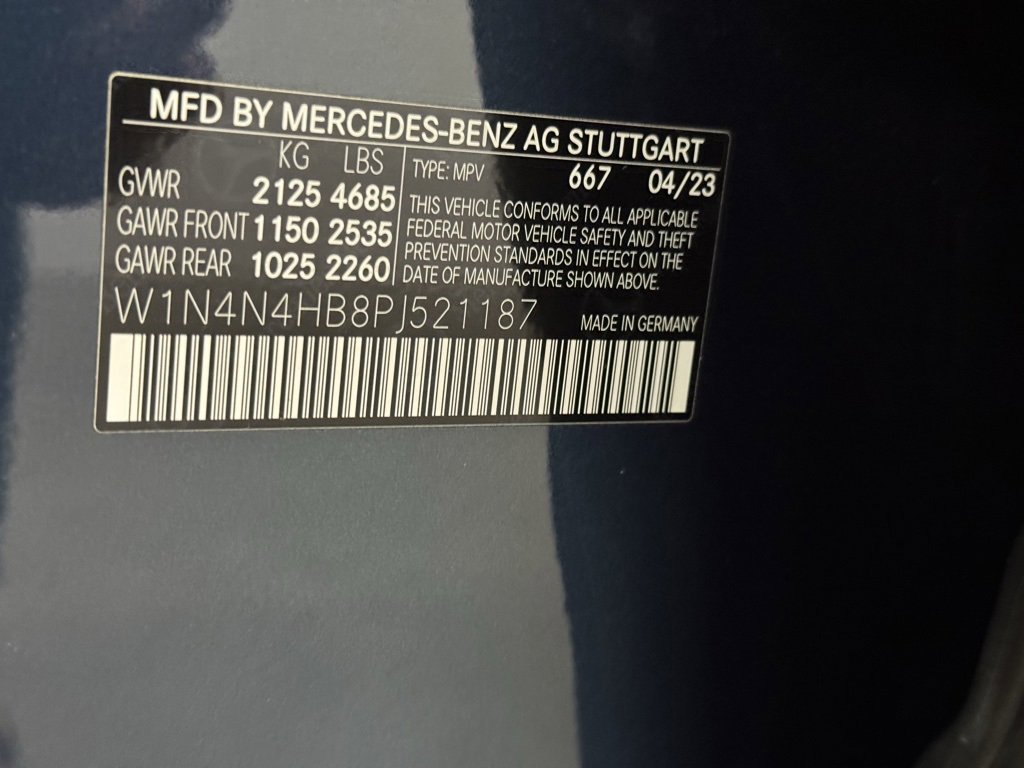 MFD BY MERCEDES-BENZ AG STUTTGART
KG LBS
GVWR 2125 4685
GAWR FRONT 1150 2535
GAWR REAR 1025 2260
TYPE: MPV 667 04/23
THIS VEHICLE CONFORMS TO ALL APPLICABLE
FEDERAL MOTOR VEHICLE SAFETY AND THEFT
PREVENTION STANDARDS IN EFFECT ON THE
DATE OF MANUFACTURE SHOWN ABOVE.
W1N4N4HB8PJ521187
MADE IN GERMANY